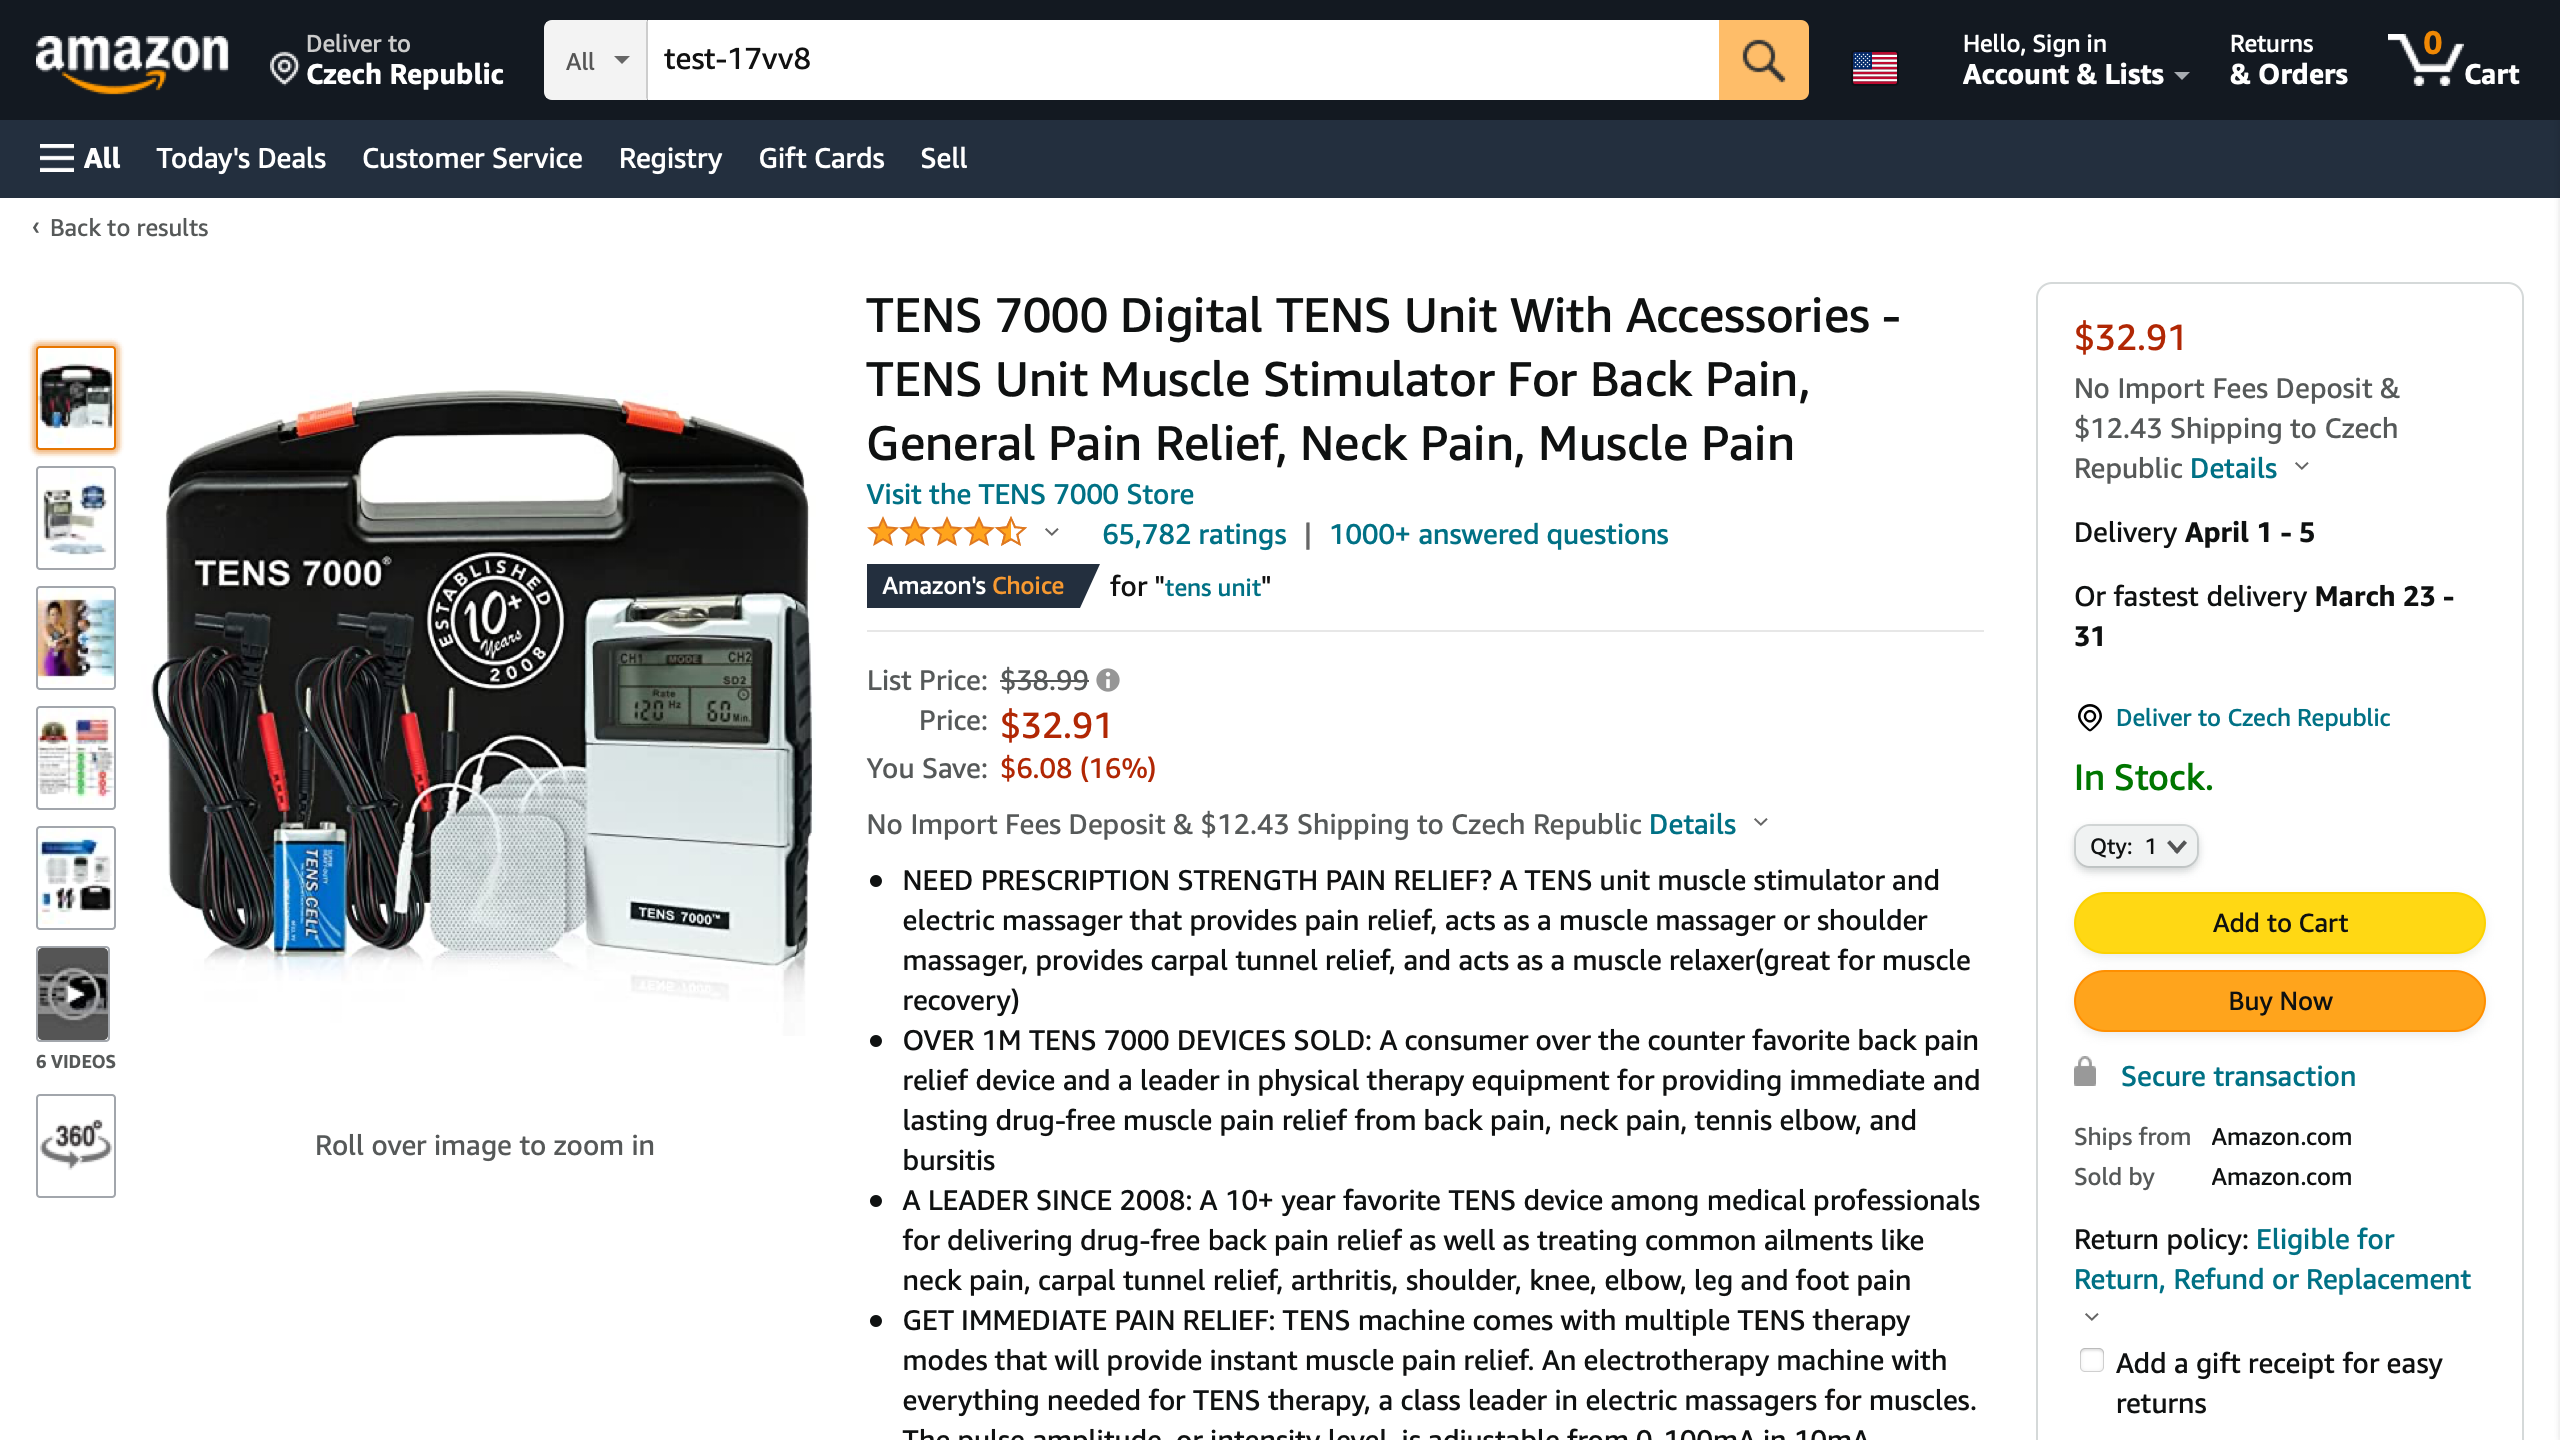 amazon
Deliver to
Czech Republic
All
test-17vv8
Hello, Sign in
Account & Lists
Returns
& Orders
0
Cart
All
Today's Deals
Customer Service
Registry
Gift Cards
Sell
‹ Back to results
TENS 7000®
ESTABLISHED
10+
Years
2008
CH1 MODE CH2
SD2
Rate
120 Hz 60 Min.
TENS CELL
TENS 7000™
6 VIDEOS
360°
Roll over image to zoom in
TENS 7000 Digital TENS Unit With Accessories -
TENS Unit Muscle Stimulator For Back Pain,
General Pain Relief, Neck Pain, Muscle Pain
Visit the TENS 7000 Store
65,782 ratings | 1000+ answered questions
Amazon's Choice for "tens unit"
List Price: $38.99
Price: $32.91
You Save: $6.08 (16%)
No Import Fees Deposit & $12.43 Shipping to Czech Republic Details
• NEED PRESCRIPTION STRENGTH PAIN RELIEF? A TENS unit muscle stimulator and
electric massager that provides pain relief, acts as a muscle massager or shoulder
massager, provides carpal tunnel relief, and acts as a muscle relaxer(great for muscle
recovery)
• OVER 1M TENS 7000 DEVICES SOLD: A consumer over the counter favorite back pain
relief device and a leader in physical therapy equipment for providing immediate and
lasting drug-free muscle pain relief from back pain, neck pain, tennis elbow, and
bursitis
• A LEADER SINCE 2008: A 10+ year favorite TENS device among medical professionals
for delivering drug-free back pain relief as well as treating common ailments like
neck pain, carpal tunnel relief, arthritis, shoulder, knee, elbow, leg and foot pain
• GET IMMEDIATE PAIN RELIEF: TENS machine comes with multiple TENS therapy
modes that will provide instant muscle pain relief. An electrotherapy machine with
everything needed for TENS therapy, a class leader in electric massagers for muscles.
The pulse amplitude, or intensity level, is adjustable from 0-100mA in 10mA
$32.91
No Import Fees Deposit &
$12.43 Shipping to Czech
Republic Details
Delivery April 1 - 5
Or fastest delivery March 23 -
31
Deliver to Czech Republic
In Stock.
Qty: 1
Add to Cart
Buy Now
Secure transaction
Ships from Amazon.com
Sold by Amazon.com
Return policy: Eligible for
Return, Refund or Replacement
Add a gift receipt for easy
returns